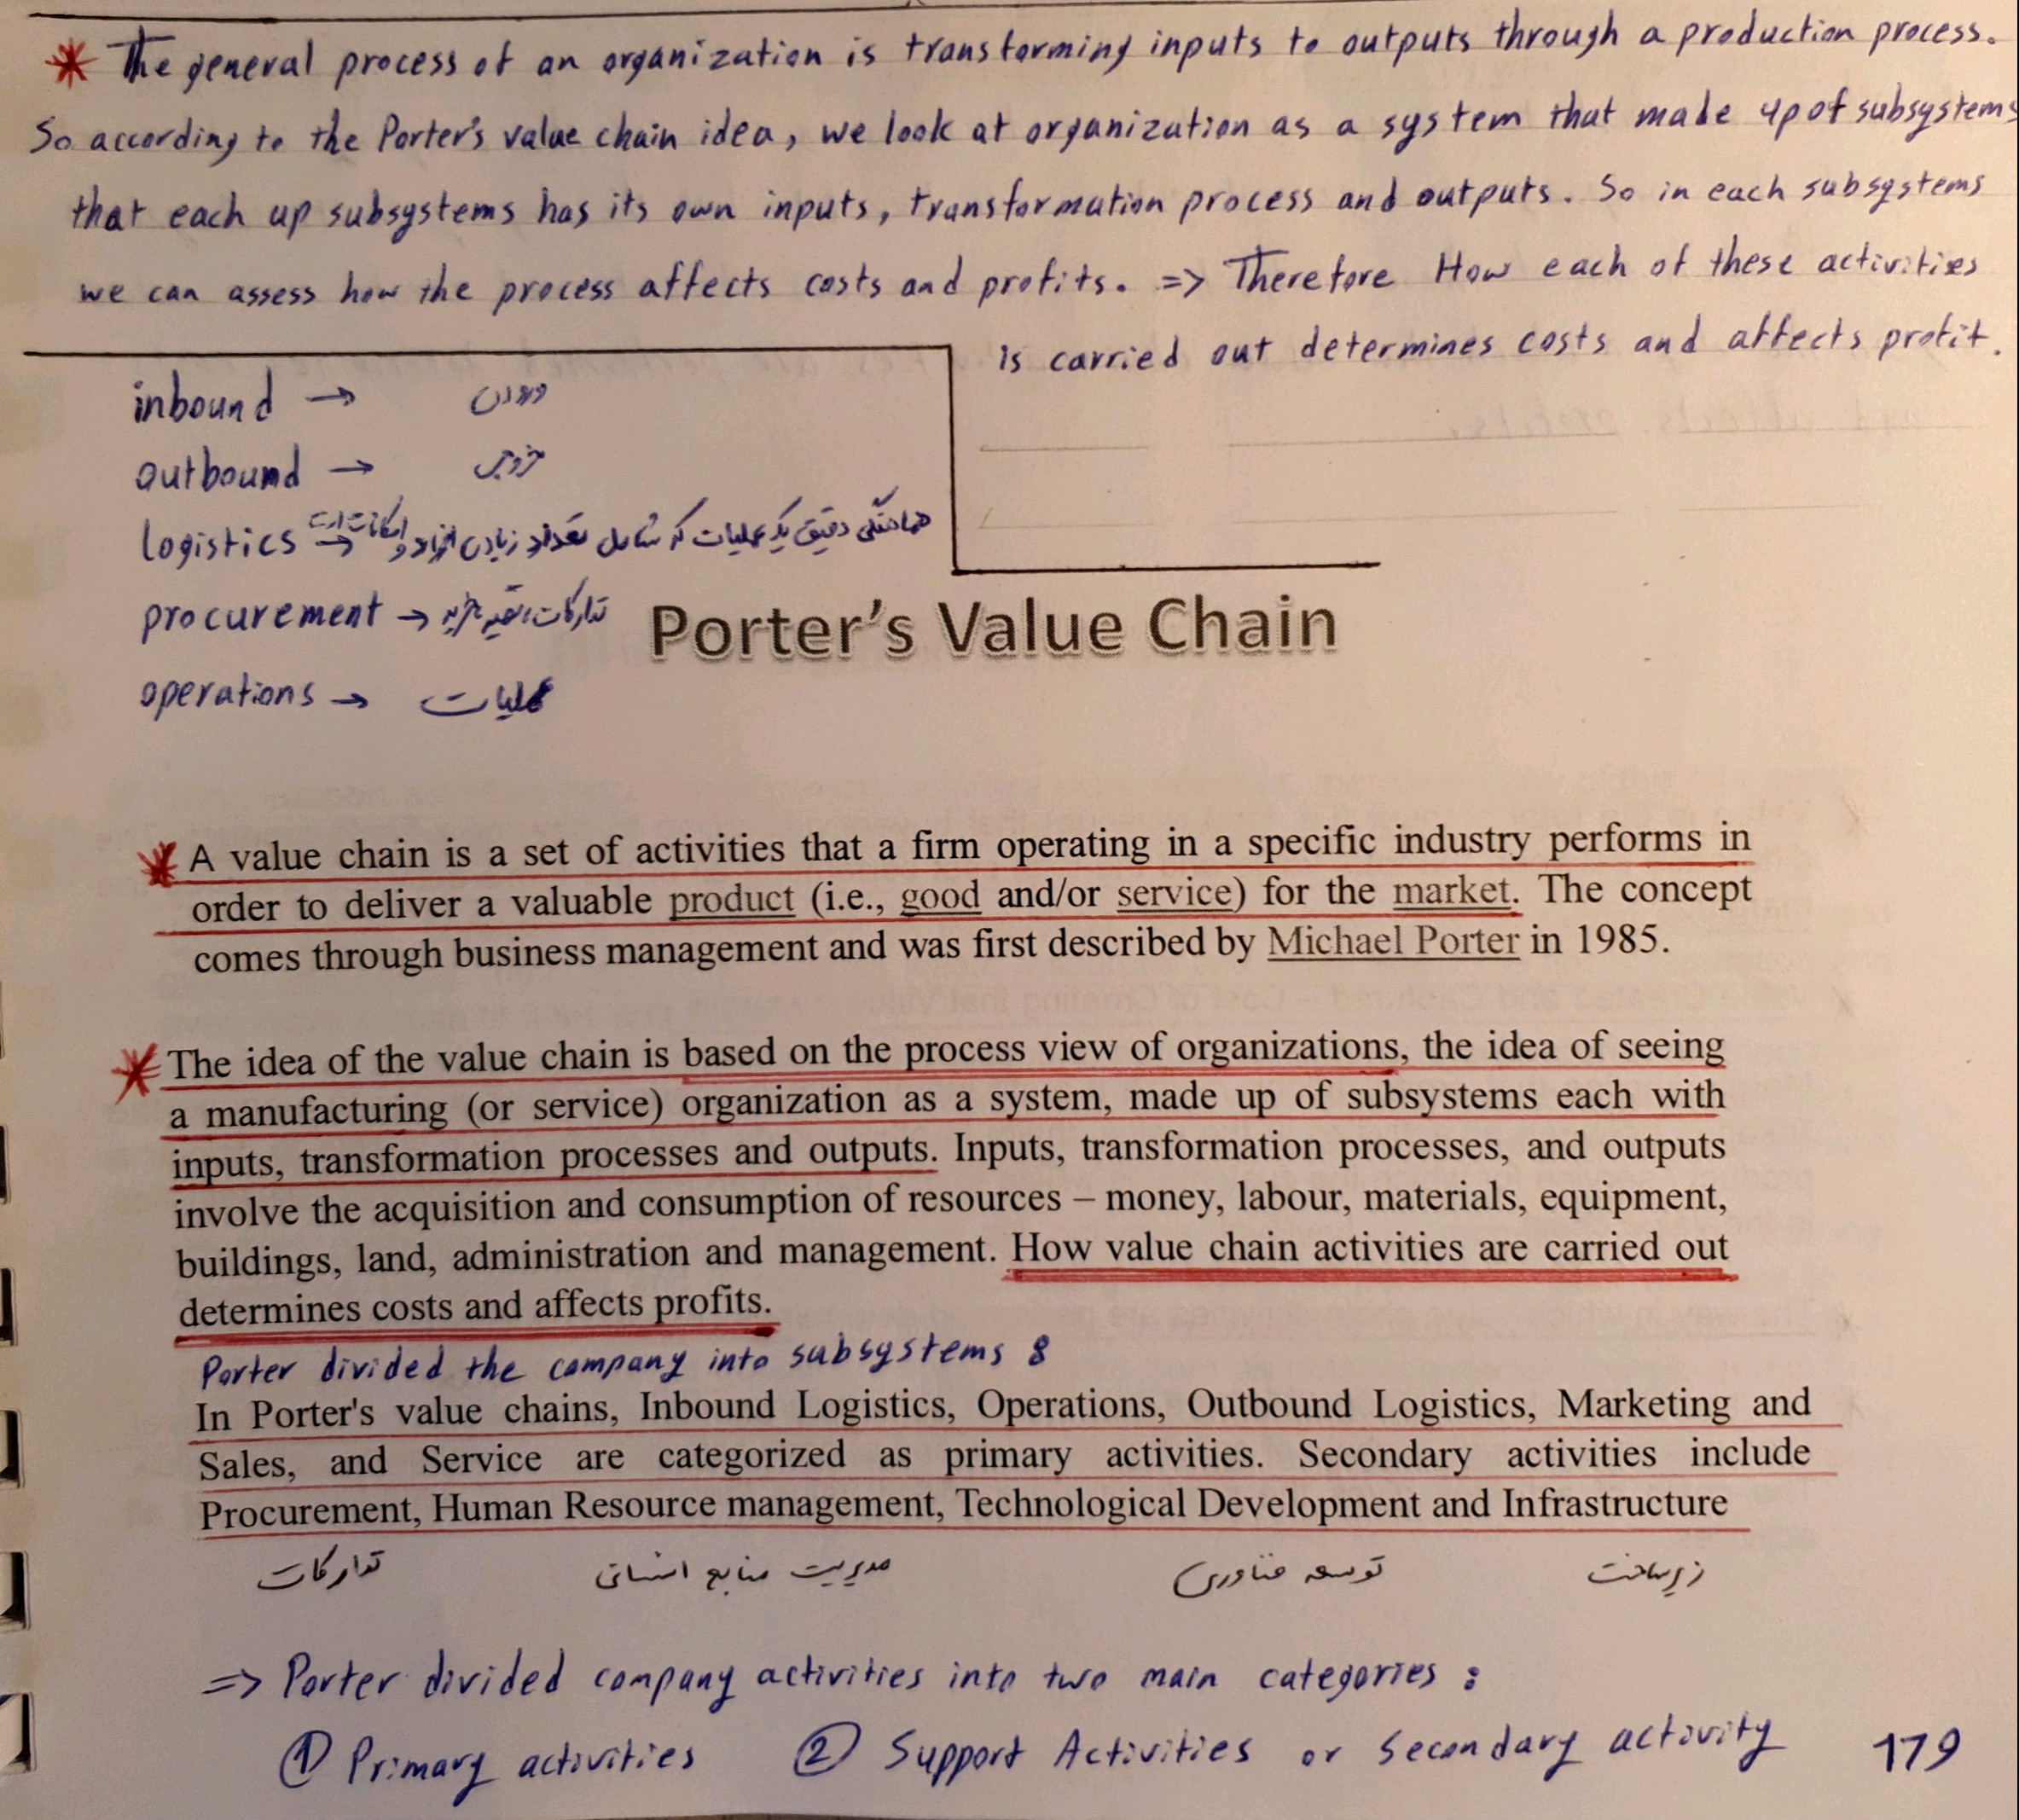 * The general process of an organization is transforming inputs to outputs through a production process.
So according to the Porter's value chain idea, we look at organization as a system that made up of subsystems
that each up subsystems has its own inputs, transformation process and outputs. So in each subsystems
we can assess how the process affects costs and profits. => Therefore How each of these activities
is carried out determines costs and affects profit.
inbound →
outbound → خروجی
logistics → هماهنگی دقیق یک عملیات که شامل تعداد زیادی افراد و امکانات است
procurement → تدارکات، خرید
operations → عملیات
Porter's Value Chain
* A value chain is a set of activities that a firm operating in a specific industry performs in
order to deliver a valuable product (i.e., good and/or service) for the market. The concept
comes through business management and was first described by Michael Porter in 1985.
* The idea of the value chain is based on the process view of organizations, the idea of seeing
a manufacturing (or service) organization as a system, made up of subsystems each with
inputs, transformation processes and outputs. Inputs, transformation processes, and outputs
involve the acquisition and consumption of resources – money, labour, materials, equipment,
buildings, land, administration and management. How value chain activities are carried out
determines costs and affects profits.
Porter divided the company into subsystems :
In Porter's value chains, Inbound Logistics, Operations, Outbound Logistics, Marketing and
Sales, and Service are categorized as primary activities. Secondary activities include
Procurement, Human Resource management, Technological Development and Infrastructure
تدارکات مدیریت منابع انسانی توسعه فناوری زیرساخت
=> Porter divided company activities into two main categories :
① Primary activities ② Support Activities or Secondary activity
179